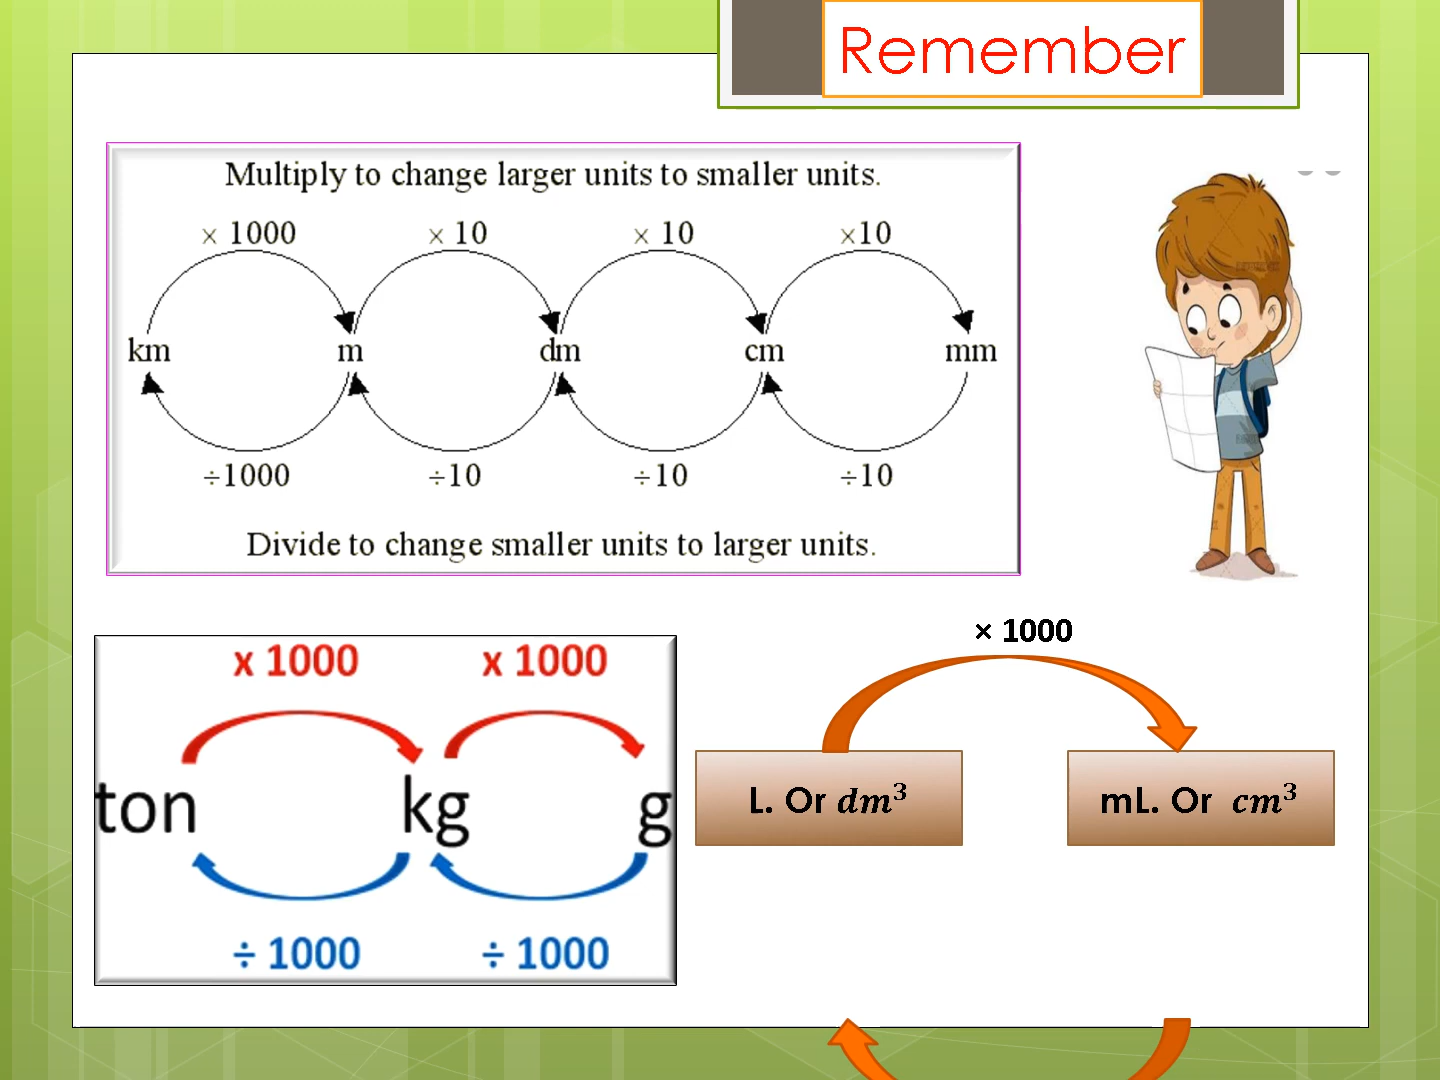 Remember
Multiply to change larger units to smaller units.
× 1000 × 10 × 10 ×10
km m dm cm mm
÷1000 ÷10 ÷10 ÷10
Divide to change smaller units to larger units.
x 1000 x 1000
ton kg g
÷ 1000 ÷ 1000
× 1000
L. Or dm³
mL. Or cm³